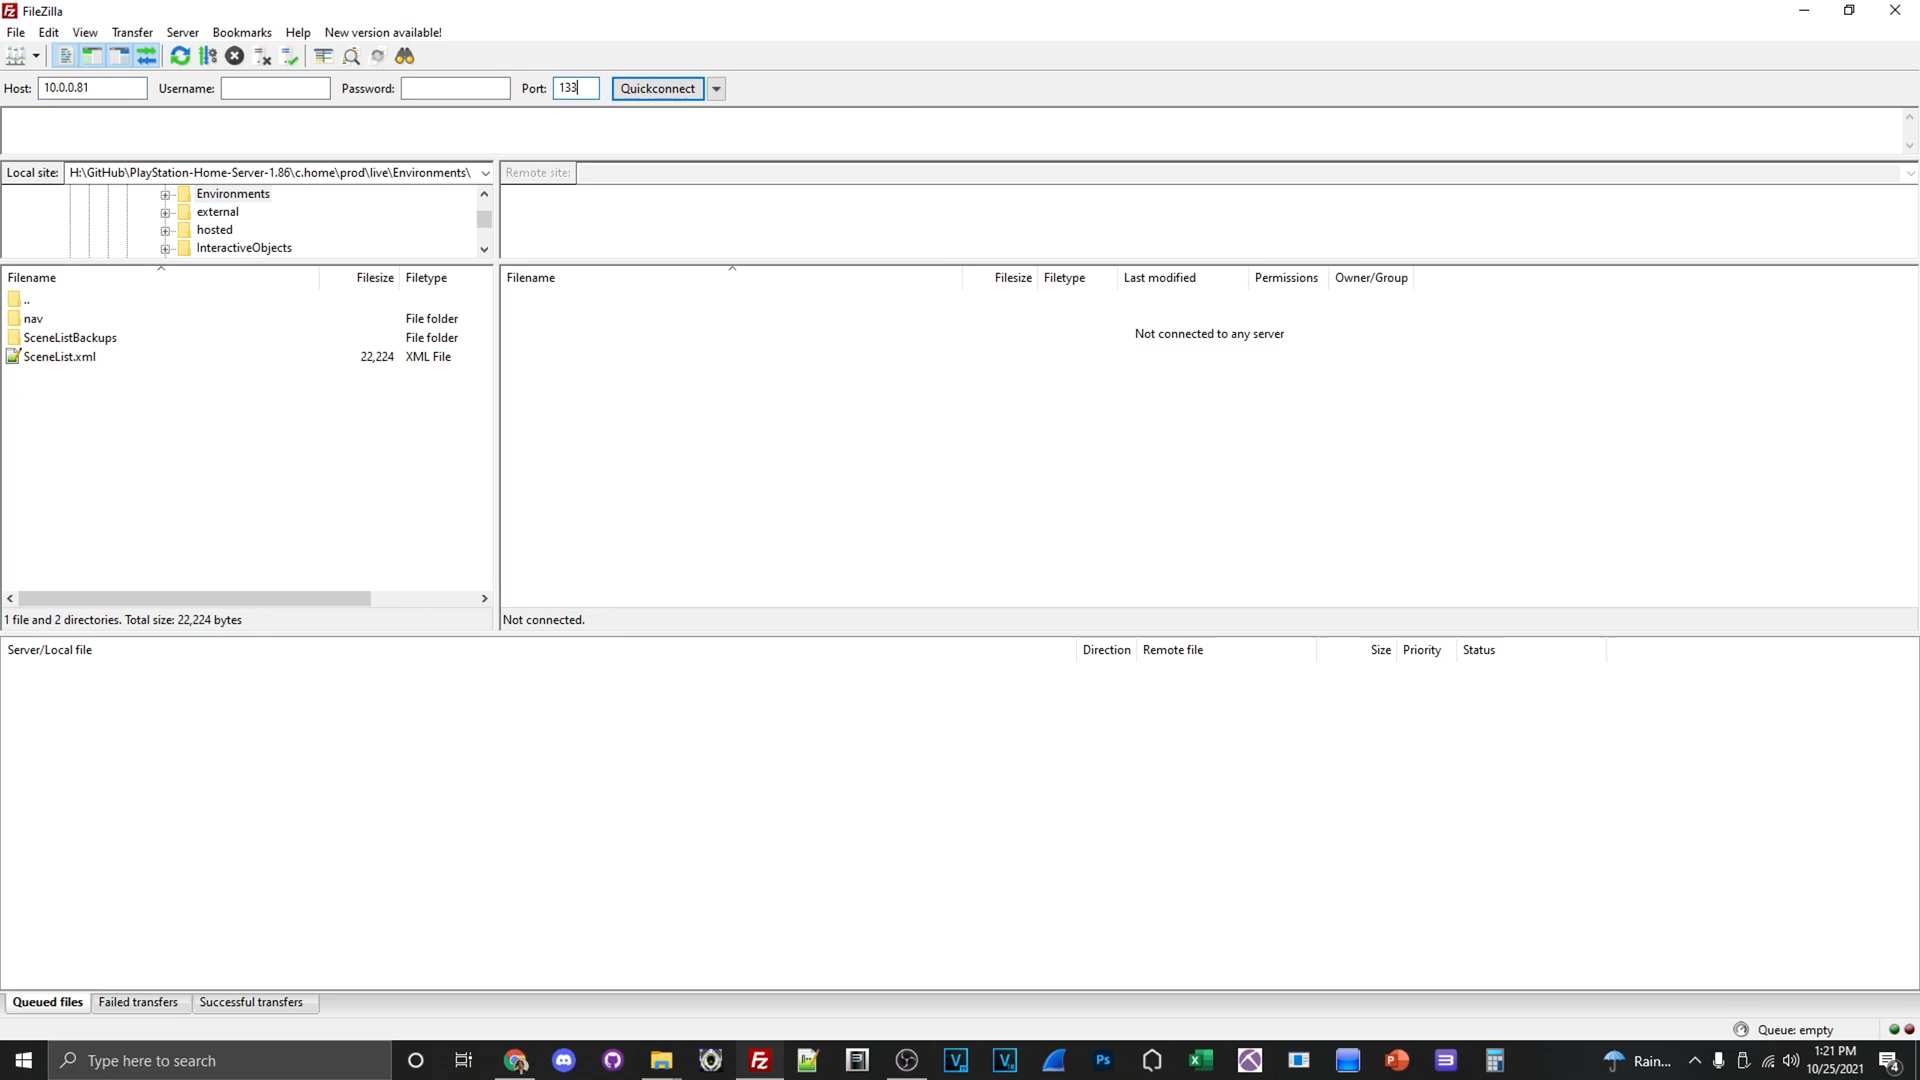 FileZilla
File Edit View Transfer Server Bookmarks Help New version available!
Host: 10.0.0.81 Username: Password: Port: 133 Quickconnect
Local site: H:\GitHub\PlayStation-Home-Server-1.86\c.home\prod\live\Environments\ Remote site:
Environments
external
hosted
InteractiveObjects
Filename Filesize Filetype Filename Filesize Filetype Last modified Permissions Owner/Group
..
nav File folder
SceneListBackups File folder
SceneList.xml 22,224 XML File
Not connected to any server
1 file and 2 directories. Total size: 22,224 bytes Not connected.
Server/Local file Direction Remote file Size Priority Status
Queued files Failed transfers Successful transfers
Queue: empty
Type here to search
Ps
Rain...
1:21 PM
10/25/2021
4